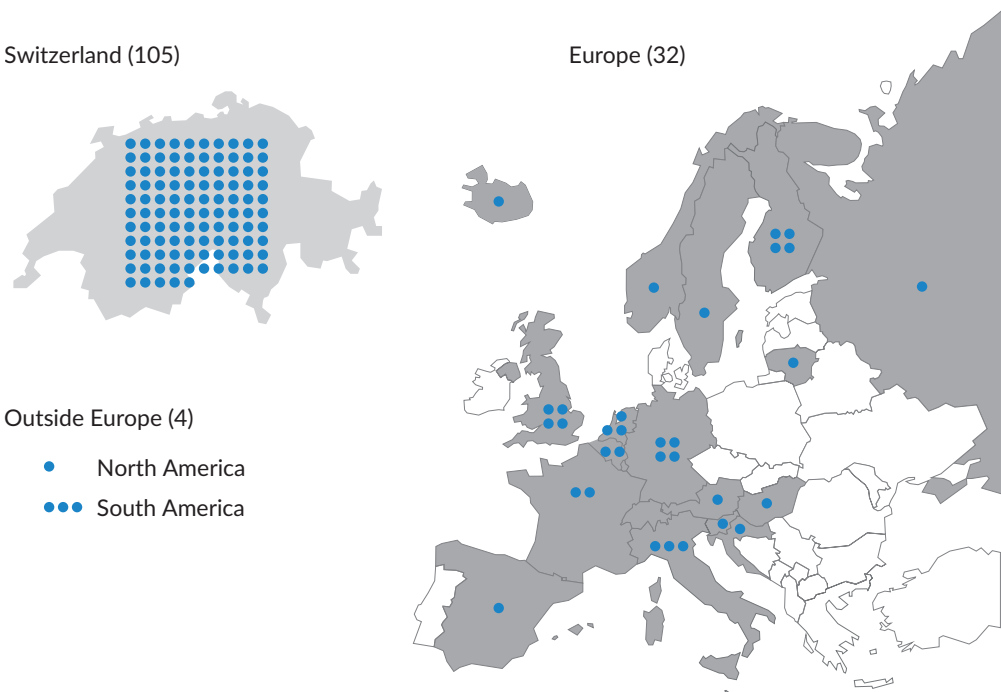 Switzerland (105)
Europe (32)
Outside Europe (4)
North America
South America